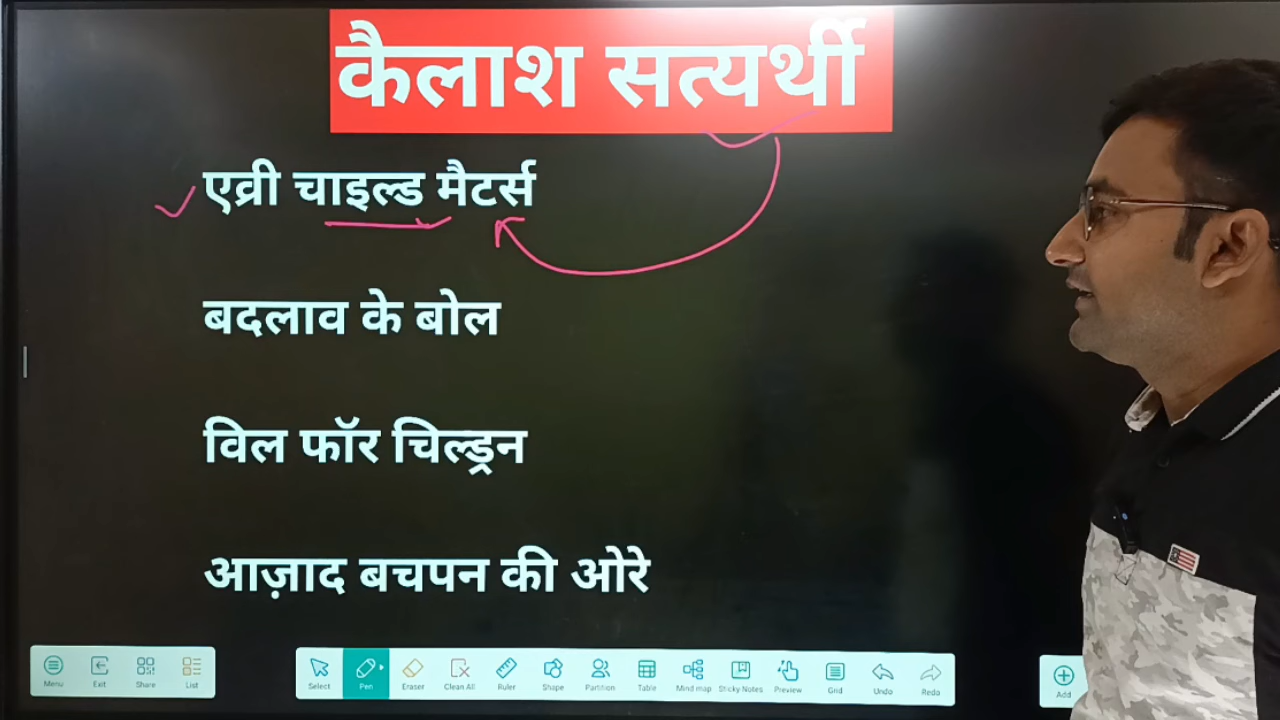 कैलाश सत्यर्थी
एव्री चाइल्ड मैटर्स
बदलाव के बोल
विल फॉर चिल्ड्रन
आज़ाद बचपन की ओरे
Menu Exit Share List Select Pen Eraser Clean All Ruler Shape Partition Table Mind map Sticky Notes Preview Grid Undo Redo Add